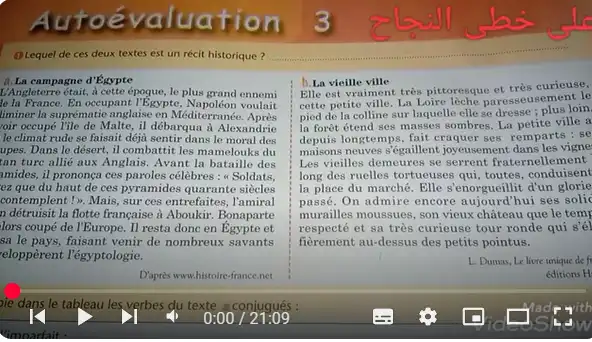 Autoévaluation 3
على خطى النجاح
Lequel de ces deux textes est un récit historique ?
a. La campagne d'Égypte
L'Angleterre était, à cette époque, le plus grand ennemi
de la France. En occupant l'Égypte, Napoléon voulait
liminer la suprématie anglaise en Méditerranée. Après
voir occupé l'île de Malte, il débarqua à Alexandrie
le climat rude se faisait déjà sentir dans le moral des
upes. Dans le désert, il combattit les manelouks du
tan turc allié aux Anglais. Avant la bataille des
amides, il prononça ces paroles célèbres : « Soldats,
ez que du haut de ces pyramides quarante siècles
contemplent ! ». Mais, sur ces entrefaites, l'amiral
n détruisit la flotte française à Aboukir. Bonaparte
lors coupé de l'Europe. Il resta donc en Égypte et
sa le pays, faisant venir de nombreux savants
veloppèrent l'égyptologie.
D'après www.histoire-france.net
b. La vieille ville
Elle est vraiment très pittoresque et très curieuse,
cette petite ville. La Loire lèche paresseusement le
pied de la colline sur laquelle elle se dresse ; plus loin
la forêt étend ses masses sombres. La petite ville a
depuis longtemps, fait craquer ses remparts : se
maisons neuves s'égaillent joyeusement dans les vigne
Les vieilles demeures se serrent fraternellement
long des ruelles tortueuses qui, toutes, conduisent
la place du marché. Elle s'enorgueillit d'un glorie
passé. On admire encore aujourd'hui ses solid
murailles moussues, son vieux château que le temp
respecté et sa très curieuse tour ronde qui s'él
fièrement au-dessus des petits pointus.
L. Dumas, Le livre unique de fr
éditions H
pie dans le tableau les verbes du texte a conjugués :
l'imparfait :
0:00 / 21:09
Made with
VideoShow